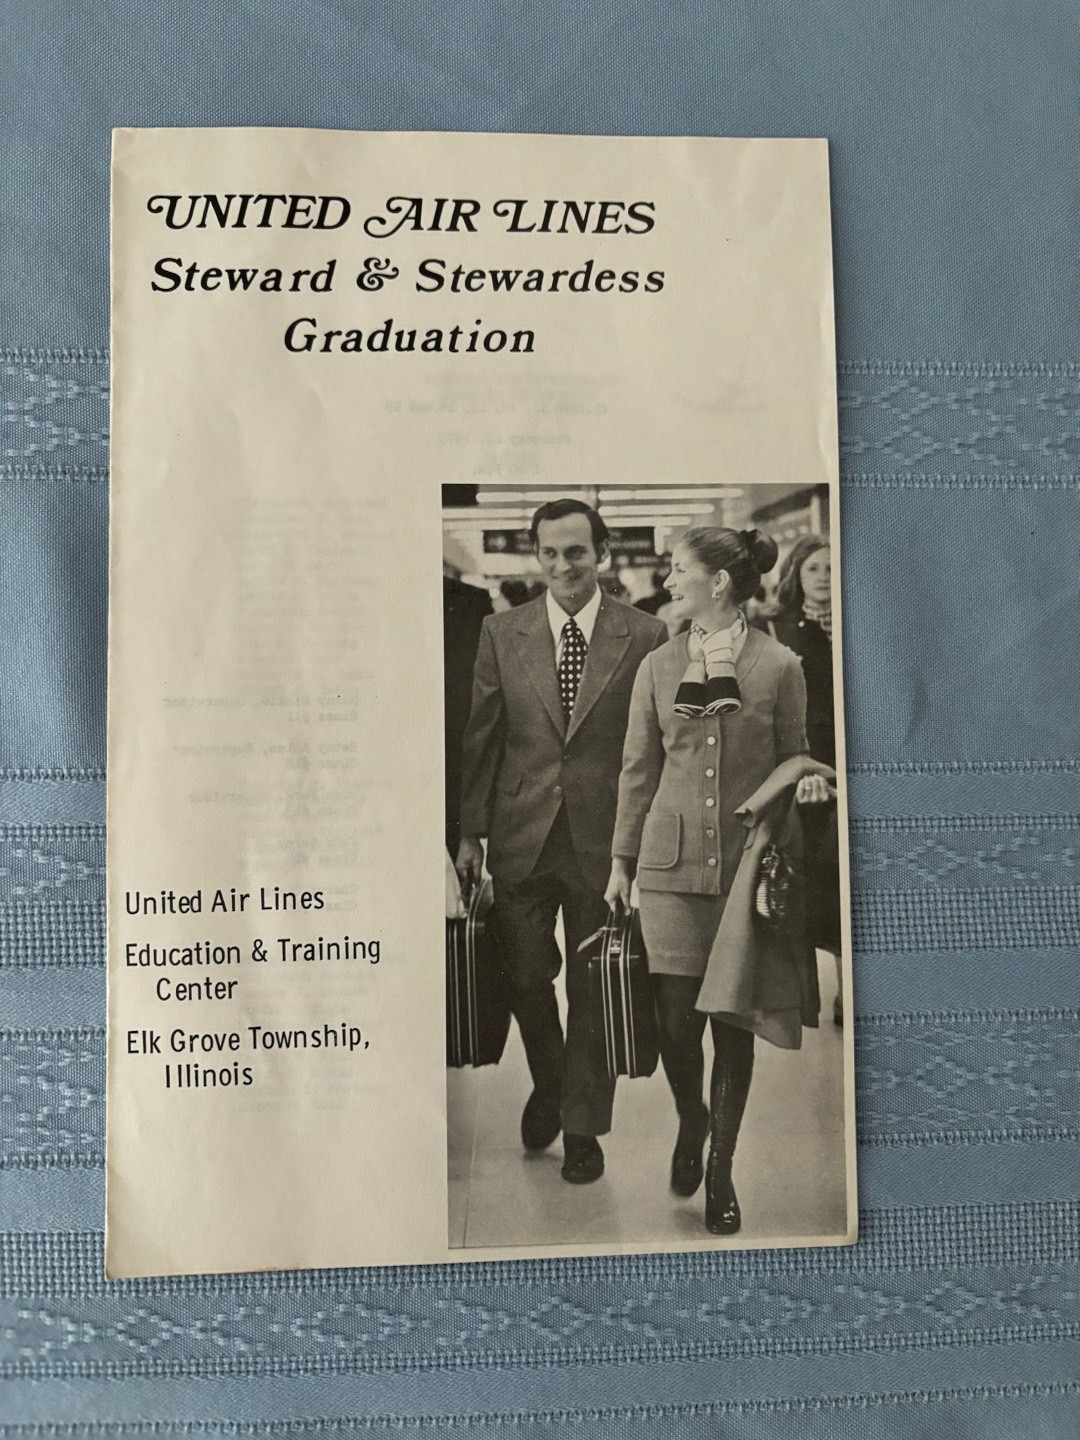 UNITED AIR LINES
Steward & Stewardess
Graduation
United Air Lines
Education & Training
Center
Elk Grove Township,
Illinois